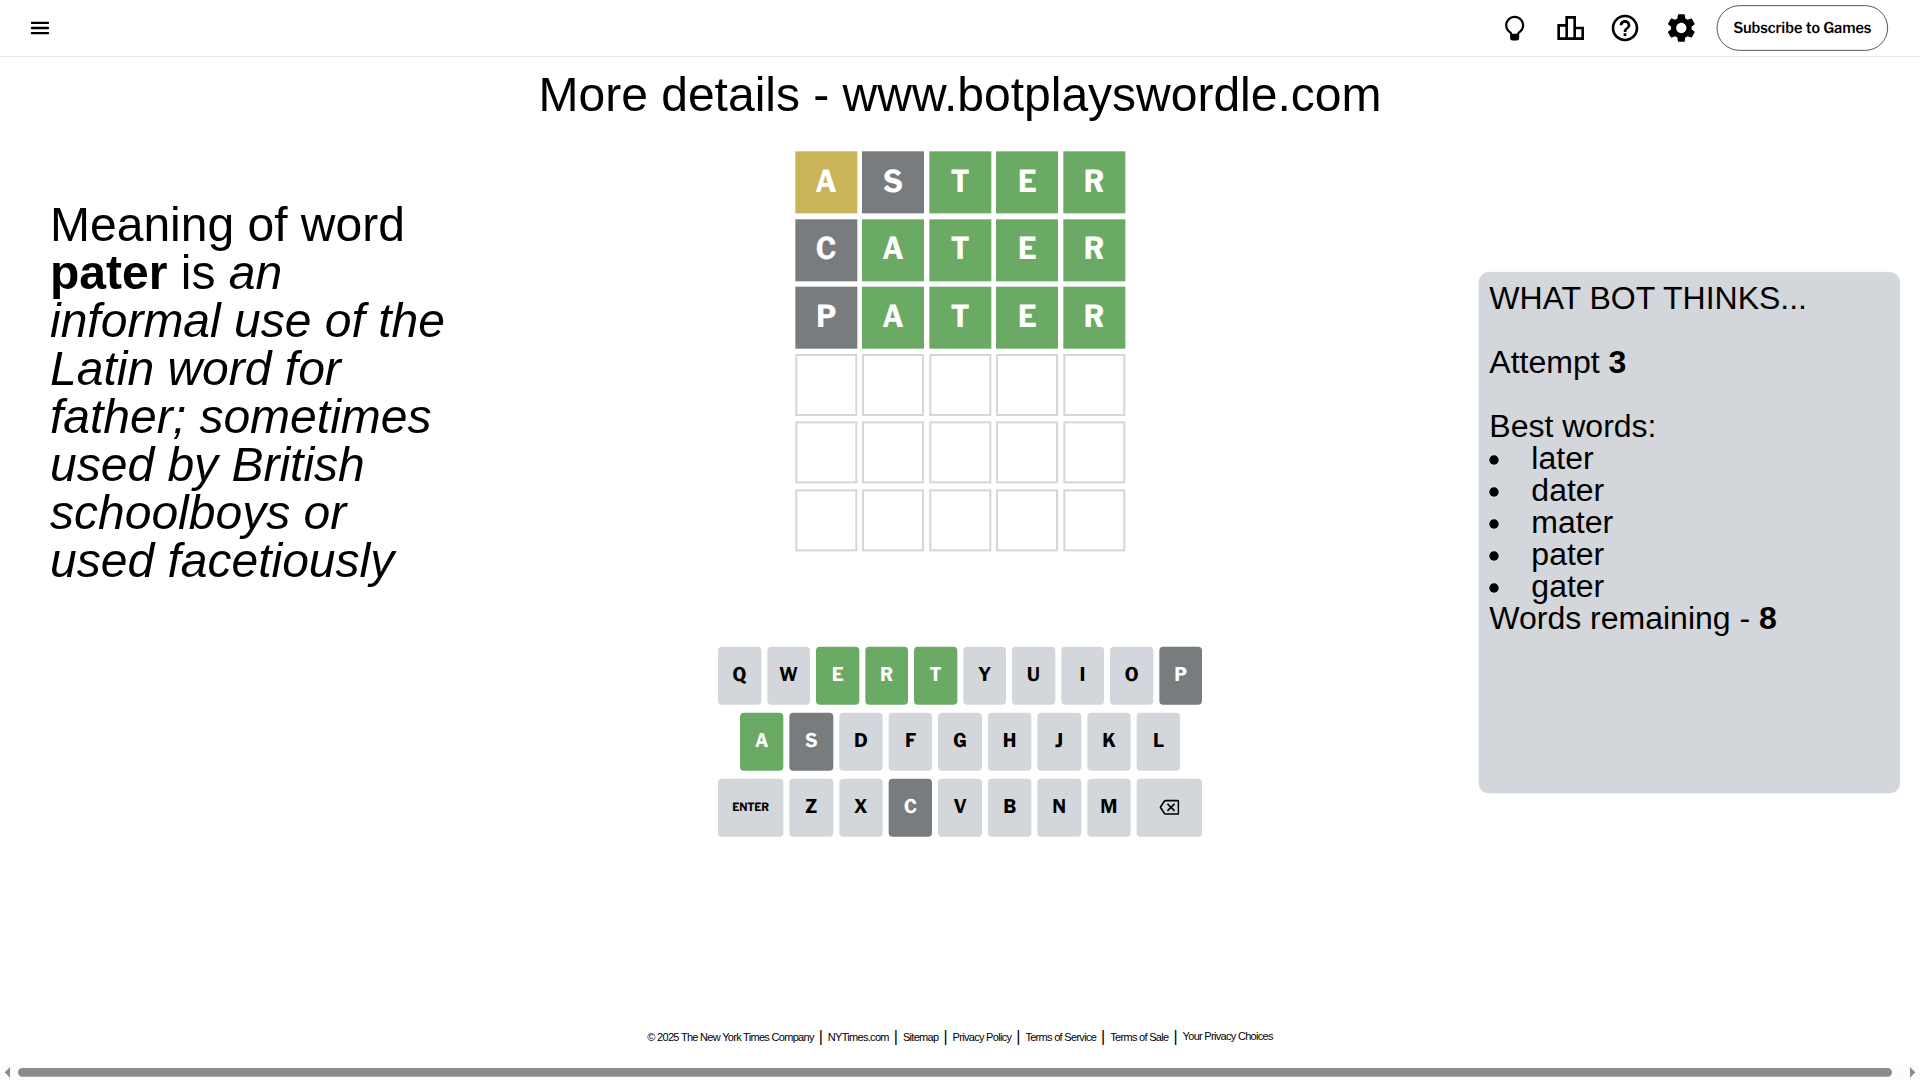 Subscribe to Games
More details - www.botplayswordle.com
Meaning of word
pater is an
informal use of the
Latin word for
father; sometimes
used by British
schoolboys or
used facetiously
A S T E R
C A T E R
P A T E R
WHAT BOT THINKS...
Attempt 3
Best words:
later
dater
mater
pater
gater
Words remaining - 8
Q W E R T Y U I O P
A S D F G H J K L
ENTER Z X C V B N M
© 2025 The New York Times Company | NYTimes.com | Sitemap | Privacy Policy | Terms of Service | Terms of Sale | Your Privacy Choices